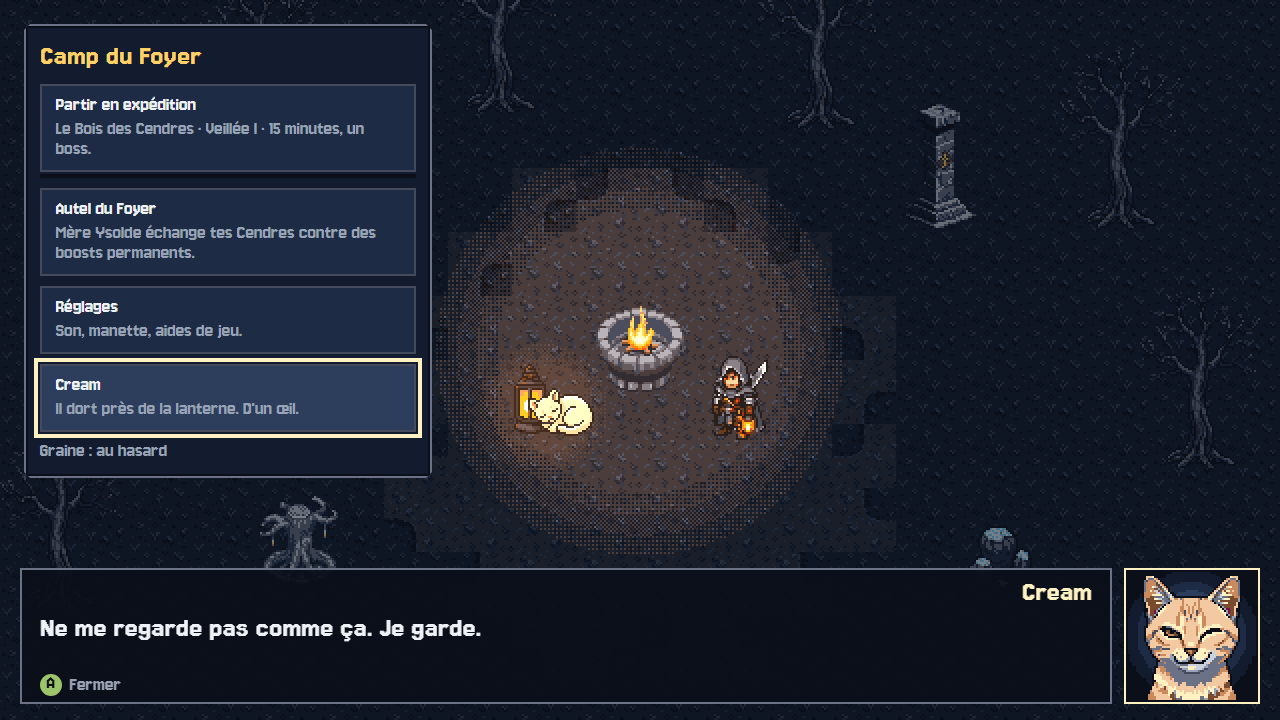 Camp du Foyer
Partir en expédition
Le Bois des Cendres · Veillée I · 15 minutes, un
boss.
Autel du Foyer
Mère Ysolde échange tes Cendres contre des
boosts permanents.
Réglages
Son, manette, aides de jeu.
Cream
Il dort près de la lanterne. D'un œil.
Graine : au hasard
Cream
Ne me regarde pas comme ça. Je garde.
A Fermer